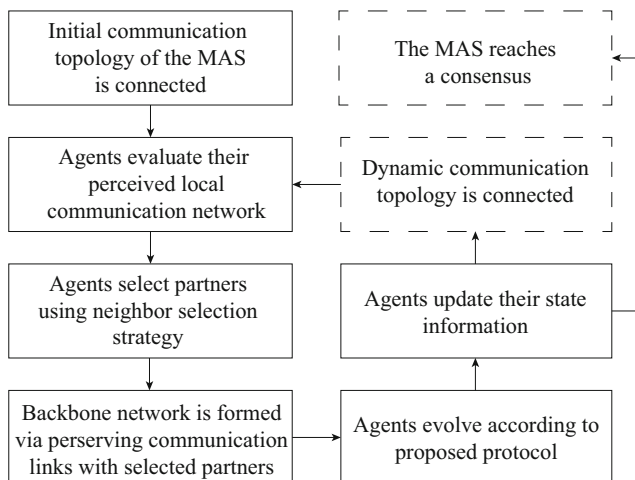 Initial communication
topology of the MAS
is connected
The MAS reaches
a consensus
Agents evaluate their
perceived local
communication network
Dynamic communication
topology is connected
Agents select partners
using neighbor selection
strategy
Agents update their state
information
Backbone network is formed
via perserving communication
links with selected partners
Agents evolve according to
proposed protocol